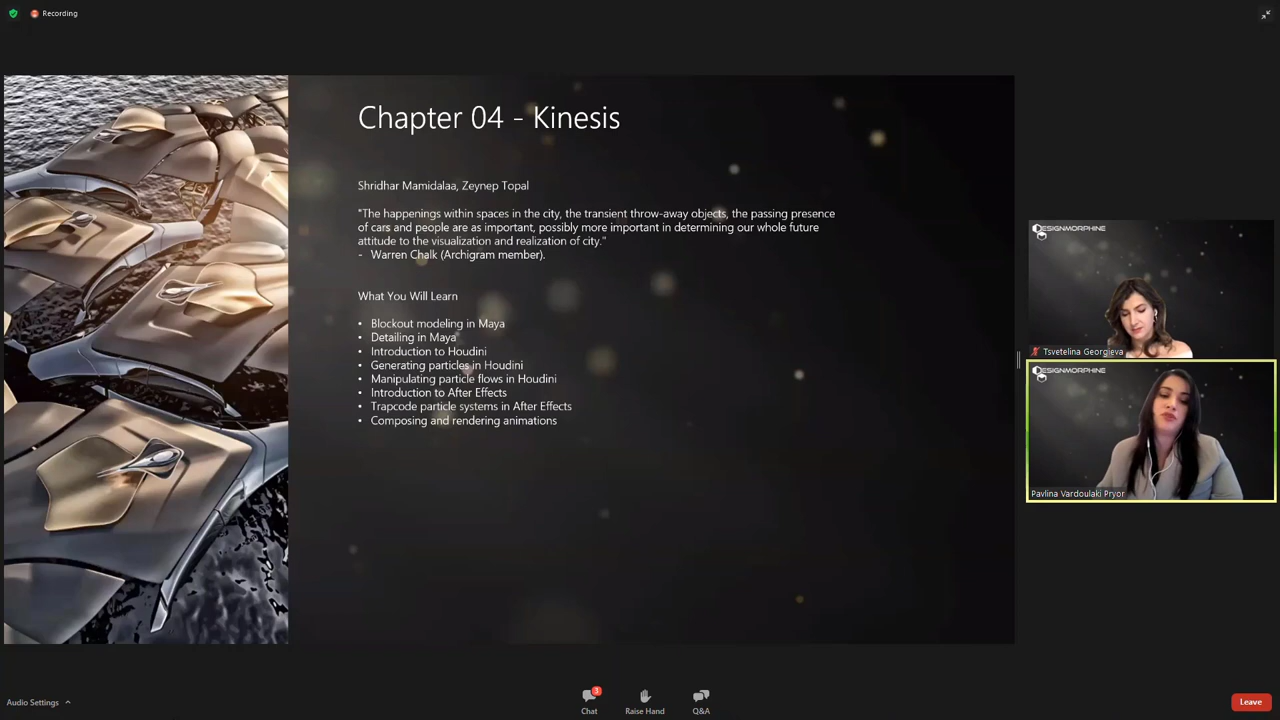 Recording
Chapter 04 - Kinesis
Shridhar Mamidalaa, Zeynep Topal
"The happenings within spaces in the city, the transient throw-away objects, the passing presence
of cars and people are as important, possibly more important in determining our whole future
attitude to the visualization and realization of city."
- Warren Chalk (Archigram member).
What You Will Learn
• Blockout modeling in Maya
• Detailing in Maya
• Introduction to Houdini
• Generating particles in Houdini
• Manipulating particle flows in Houdini
• Introduction to After Effects
• Trapcode particle systems in After Effects
• Composing and rendering animations
DESIGNMORPHINE
Tsvetelina Georgieva
DESIGNMORPHINE
Pavlina Vardoulaki Pryor
Audio Settings
3
Chat
Raise Hand
Q&A
Leave